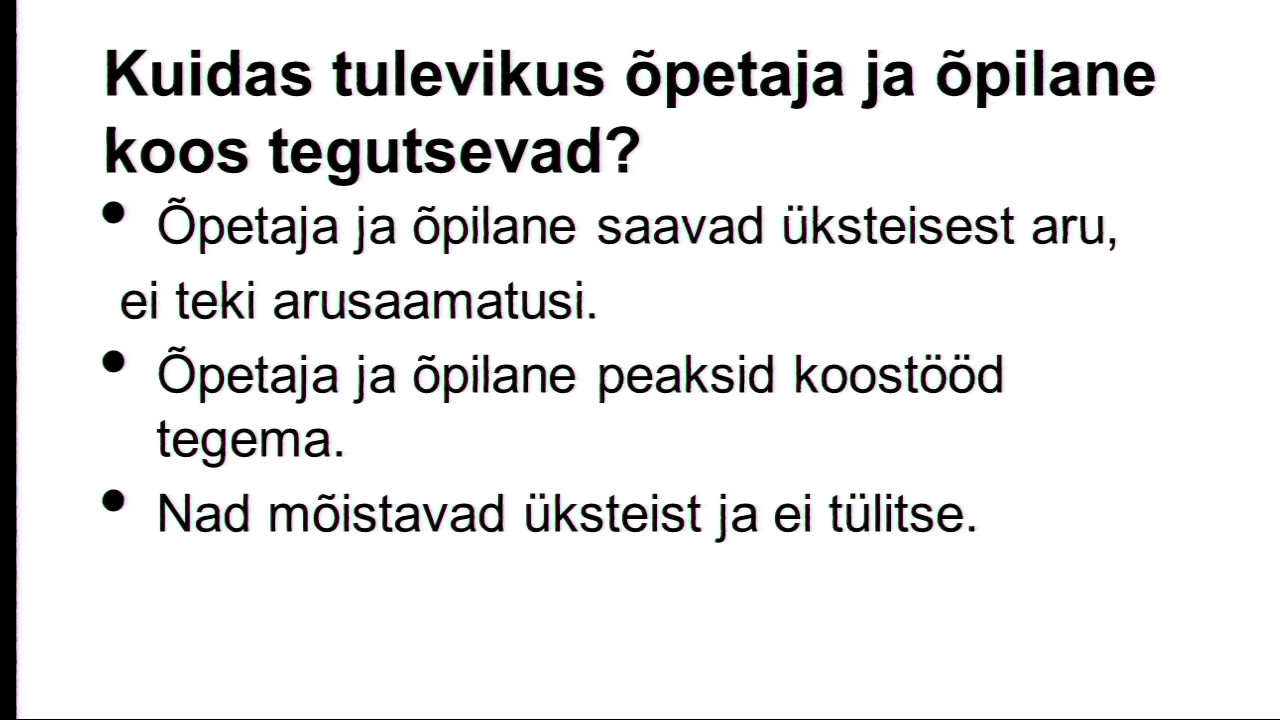 Kuidas tulevikus õpetaja ja õpilane
koos tegutsevad?
• Õpetaja ja õpilane saavad üksteisest aru,
ei teki arusaamatusi.
• Õpetaja ja õpilane peaksid koostööd
tegema.
• Nad mõistavad üksteist ja ei tülitse.